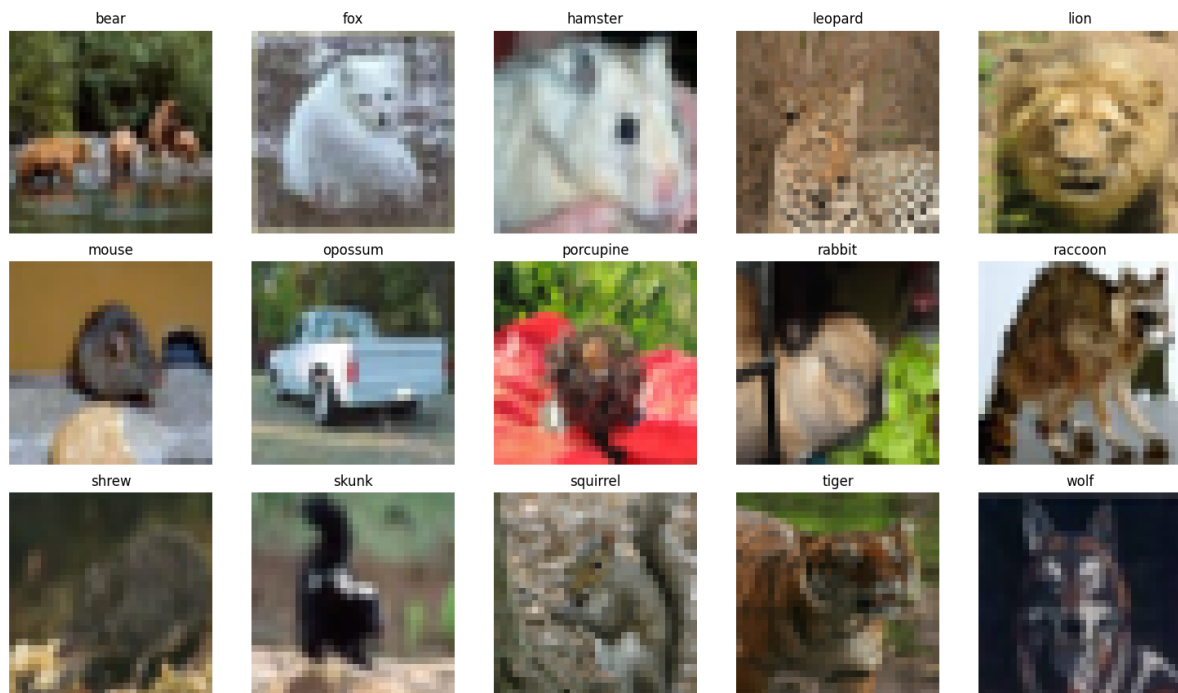 bear fox hamster leopard lion
mouse opossum porcupine rabbit raccoon
shrew skunk squirrel tiger wolf